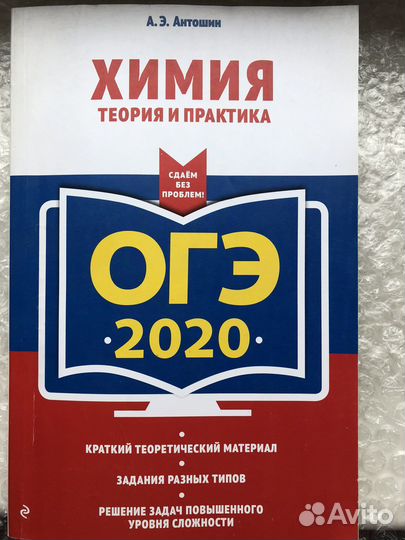 А. Э. Антошин
ХИМИЯ
ТЕОРИЯ И ПРАКТИКА
СДАЁМ
БЕЗ
ПРОБЛЕМ!
ОГЭ
·2020·
• КРАТКИЙ ТЕОРЕТИЧЕСКИЙ МАТЕРИАЛ
• ЗАДАНИЯ РАЗНЫХ ТИПОВ
• РЕШЕНИЕ ЗАДАЧ ПОВЫШЕННОГО
УРОВНЯ СЛОЖНОСТИ
Avito